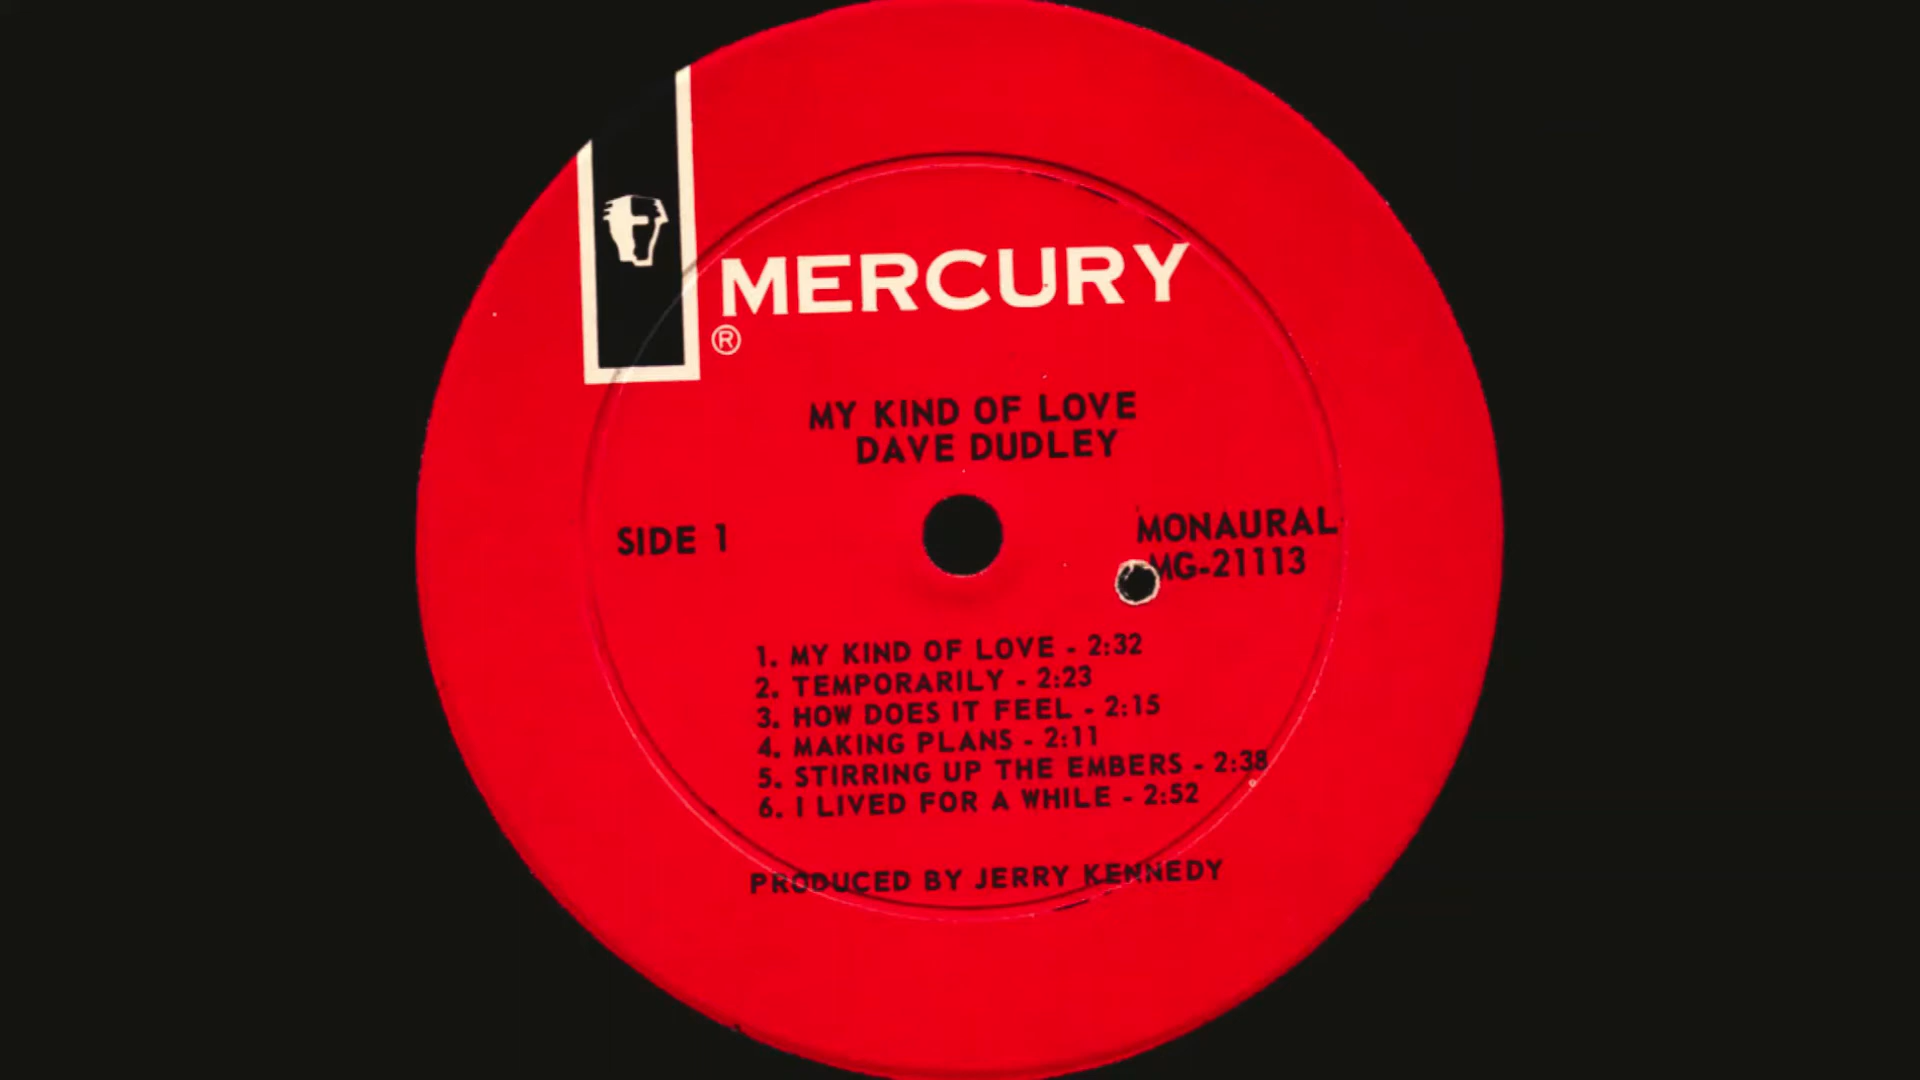 MERCURY
®
MY KIND OF LOVE
DAVE DUDLEY
SIDE 1
MONAURAL
MG-21113
1. MY KIND OF LOVE - 2:32
2. TEMPORARILY - 2:23
3. HOW DOES IT FEEL - 2:15
4. MAKING PLANS - 2:11
5. STIRRING UP THE EMBERS - 2:38
6. I LIVED FOR A WHILE - 2:52
PRODUCED BY JERRY KENNEDY